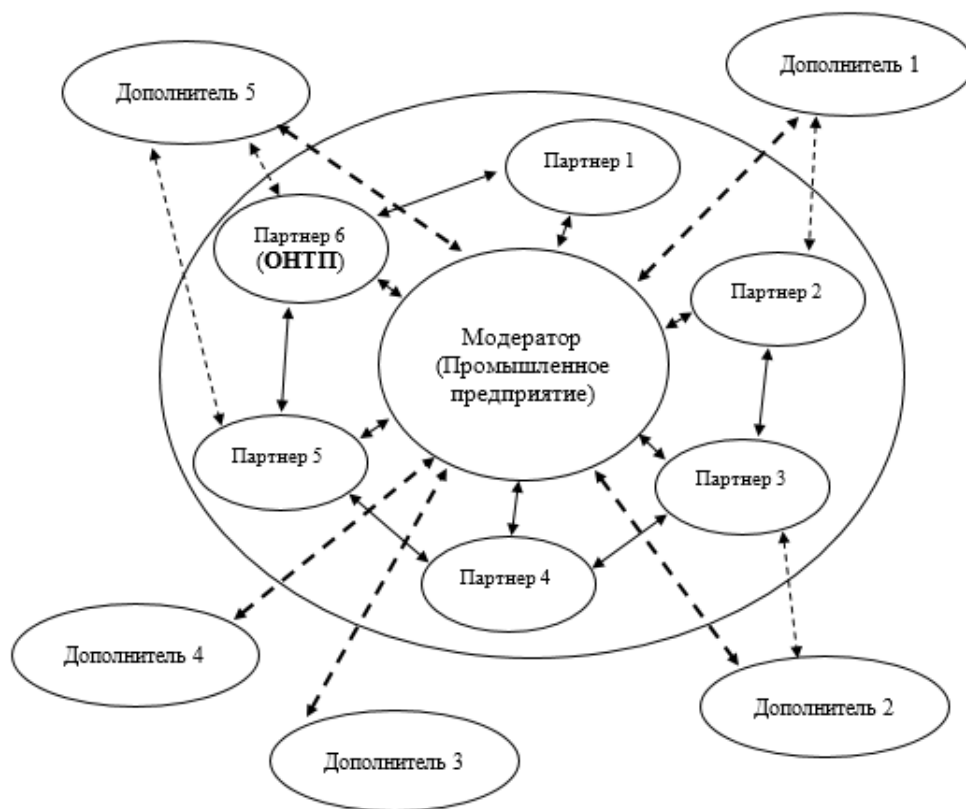 Дополнитель 1
Дополнитель 5
Партнер 1
Партнер 6
(ОНТП)
Партнер 2
Модератор
(Промышленное
предприятие)
Партнер 5
Партнер 3
Партнер 4
Дополнитель 4
Дополнитель 2
Дополнитель 3